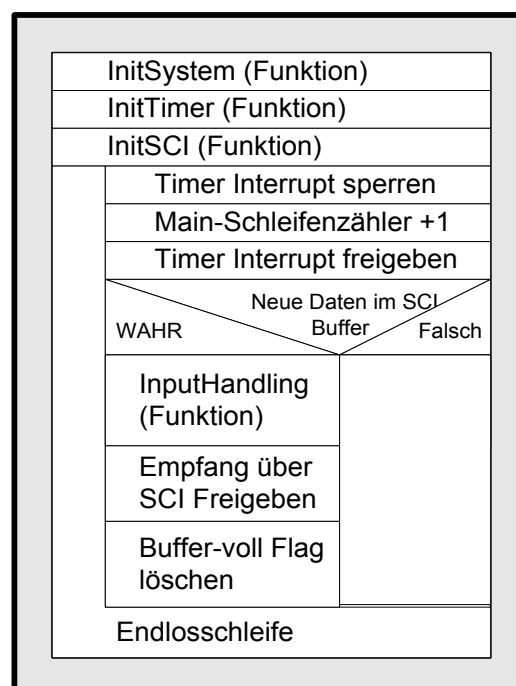 InitSystem (Funktion)
InitTimer (Funktion)
InitSCI (Funktion)
Timer Interrupt sperren
Main-Schleifenzähler +1
Timer Interrupt freigeben
Neue Daten im SCI
Buffer
WAHR
Falsch
InputHandling
(Funktion)
Empfang über
SCI Freigeben
Buffer-voll Flag
löschen
Endlosschleife